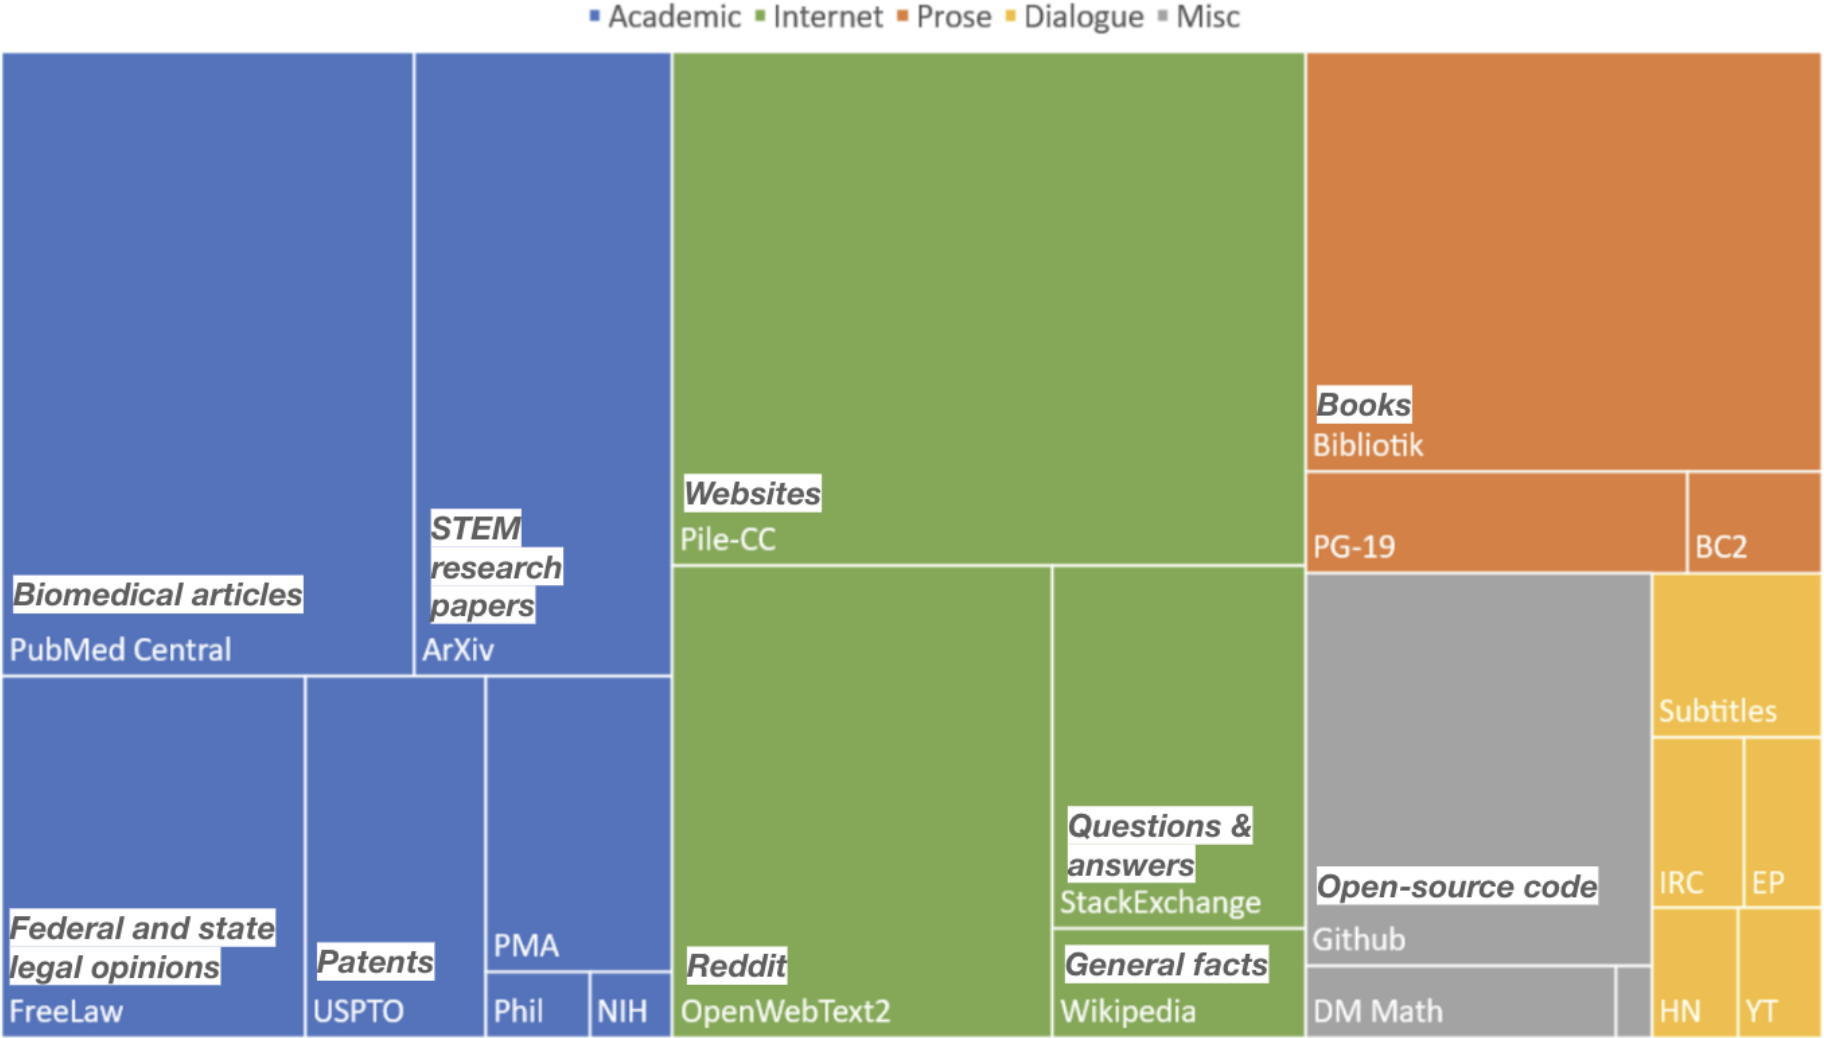 Academic Internet Prose Dialogue Misc
Biomedical articles
PubMed Central
STEM
research
papers
ArXiv
Federal and state
legal opinions
FreeLaw
Patents
USPTO
PMA
Phil
NIH
Websites
Pile-CC
Reddit
OpenWebText2
Questions &
answers
StackExchange
General facts
Wikipedia
Books
Bibliotik
PG-19
BC2
Open-source code
Github
DM Math
Subtitles
IRC
EP
HN
YT